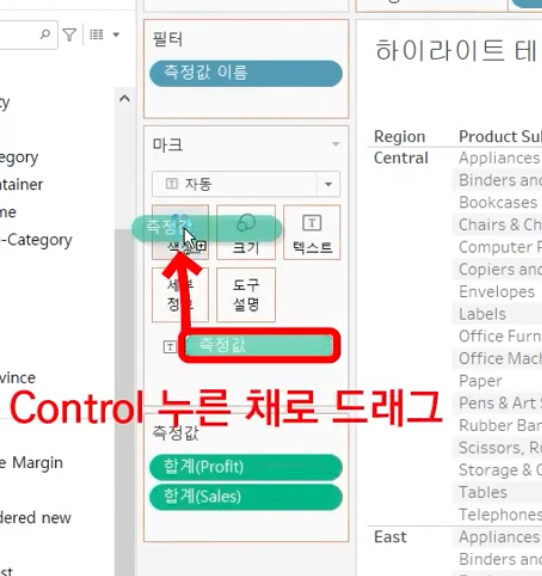 필터
측정값 이름
하이라이트 테
마크
자동
측정값
색상
크기
텍스트
세부
정보
도구
설명
측정값
Control 누른 채로 드래그
측정값
합계(Profit)
합계(Sales)
ty
egory
tainer
me
-Category
vince
e Margin
dered new
est
Region Product Su
Central Appliances
Binders and
Bookcases
Chairs & Ch
Computer P
Copiers and
Envelopes
Labels
Office Furn
Office Mach
Paper
Pens & Art S
Rubber Ban
Scissors, Ru
Storage & O
Tables
Telephones
East Appliances
Binders and